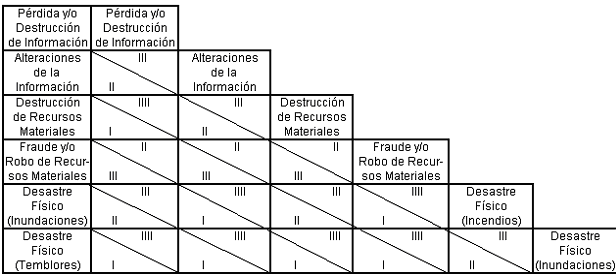 Pérdida y/o Destrucción de Información
Pérdida y/o Destrucción de Información
Alteraciones de la Información
III
II
Alteraciones de la Información
Destrucción de Recursos Materiales
IIII
I
III
II
Destrucción de Recursos Materiales
Fraude y/o Robo de Recur-sos Materiales
II
III
II
III
II
III
Fraude y/o Robo de Recur-sos Materiales
Desastre Físico (Inundaciones)
III
II
IIII
I
III
II
IIII
I
Desastre Físico (Incendios)
Desastre Físico (Temblores)
IIII
I
IIII
I
IIII
I
IIII
I
III
II
Desastre Físico (Inundaciones)